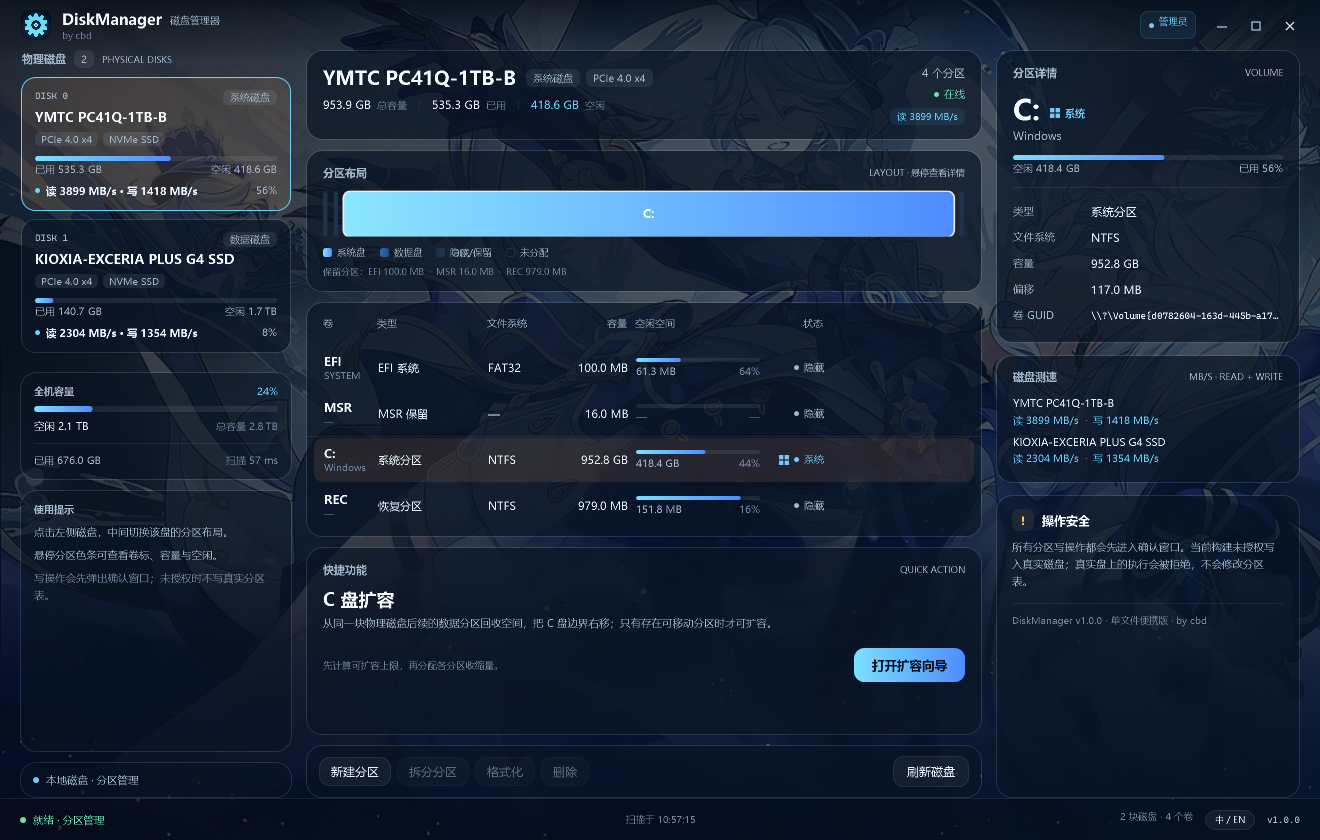 DiskManager 磁盘管理器
by cbd
管理员
物理磁盘 2 PHYSICAL DISKS
DISK 0 系统磁盘
YMTC PC41Q-1TB-B
PCIe 4.0 x4 NVMe SSD
已用 535.3 GB 空闲 418.6 GB
读 3899 MB/s • 写 1418 MB/s 56%
DISK 1 数据磁盘
KIOXIA-EXCERIA PLUS G4 SSD
PCIe 4.0 x4 NVMe SSD
已用 140.7 GB 空闲 1.7 TB
读 2304 MB/s • 写 1354 MB/s 8%
全机容量 24%
空闲 2.1 TB 总容量 2.8 TB
已用 676.0 GB 扫描 57 ms
使用提示
点击左侧磁盘，中间切换该盘的分区布局。
悬停分区色条可查看卷标、容量与空闲。
写操作会先弹出确认窗口；未授权时不写真实分区
表。
本地磁盘 · 分区管理
YMTC PC41Q-1TB-B 系统磁盘 PCIe 4.0 x4 4 个分区
953.9 GB 总容量 535.3 GB 已用 418.6 GB 空闲 在线
读 3899 MB/s
分区布局 LAYOUT · 悬停查看详情
C:
系统盘 数据盘 隐藏/保留 未分配
保留分区: EFI 100.0 MB · MSR 16.0 MB · REC 979.0 MB
卷 类型 文件系统 容量 空闲空间 状态
EFI
SYSTEM EFI 系统 FAT32 100.0 MB 61.3 MB 64% 隐藏
MSR
— MSR 保留 — 16.0 MB — — 隐藏
C:
Windows 系统分区 NTFS 952.8 GB 418.4 GB 44% 系统
REC
— 恢复分区 NTFS 979.0 MB 151.8 MB 16% 隐藏
快捷功能 QUICK ACTION
C 盘扩容
从同一块物理磁盘后续的数据分区回收空间，把 C 盘边界右移；只有存在可移动分区时才可扩容。
先计算可扩容上限，再分配各分区收缩量。 打开扩容向导
新建分区 拆分分区 格式化 删除 刷新磁盘
分区详情 VOLUME
C: 系统
Windows
空闲 418.4 GB 已用 56%
类型 系统分区
文件系统 NTFS
容量 952.8 GB
偏移 117.0 MB
卷 GUID \\?\Volume{d0782604-163d-445b-a17…
磁盘测速 MB/S · READ + WRITE
YMTC PC41Q-1TB-B
读 3899 MB/s · 写 1418 MB/s
KIOXIA-EXCERIA PLUS G4 SSD
读 2304 MB/s · 写 1354 MB/s
! 操作安全
所有分区写操作都会先进入确认窗口。当前构建未授权写
入真实磁盘；真实盘上的执行会被拒绝，不会修改分区
表。
DiskManager v1.0.0 · 单文件便携版 · by cbd
就绪 · 分区管理 扫描于 10:57:15 2 块磁盘 · 4 个卷 中 / EN v1.0.0